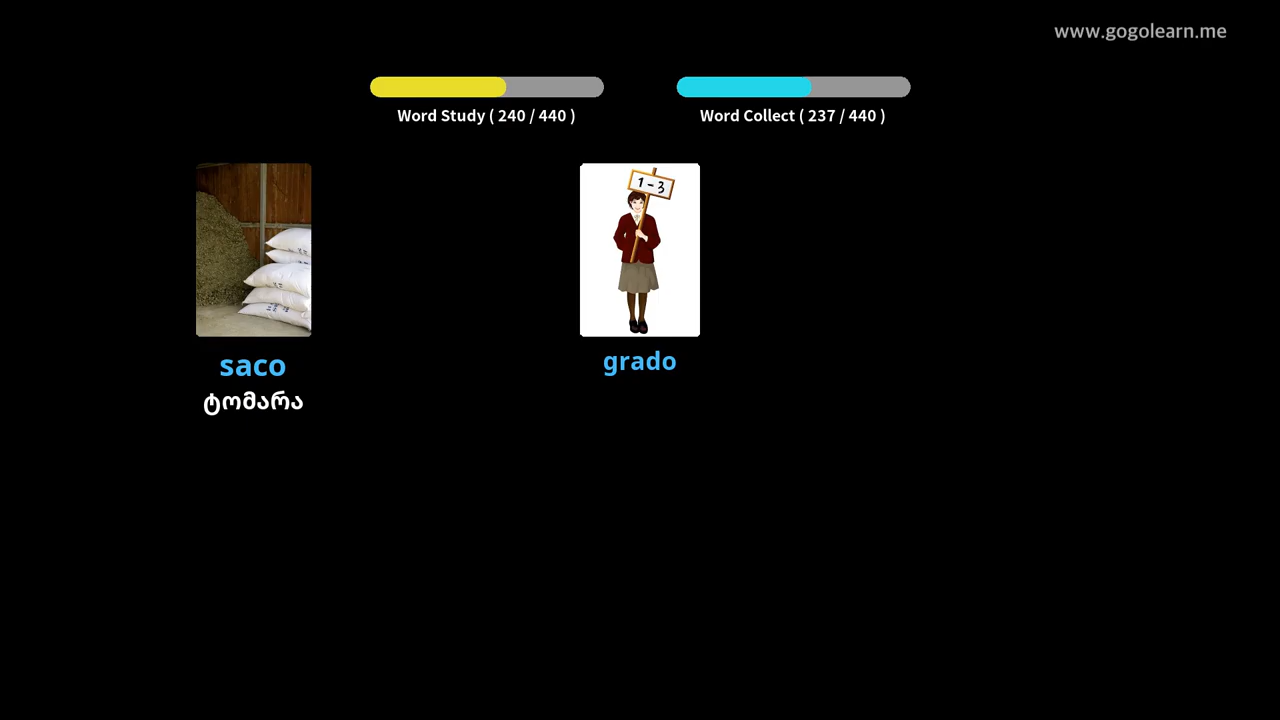 www.gogolearn.me
Word Study ( 240 / 440 )
Word Collect ( 237 / 440 )
1 - 3
saco
ტომარა
grado